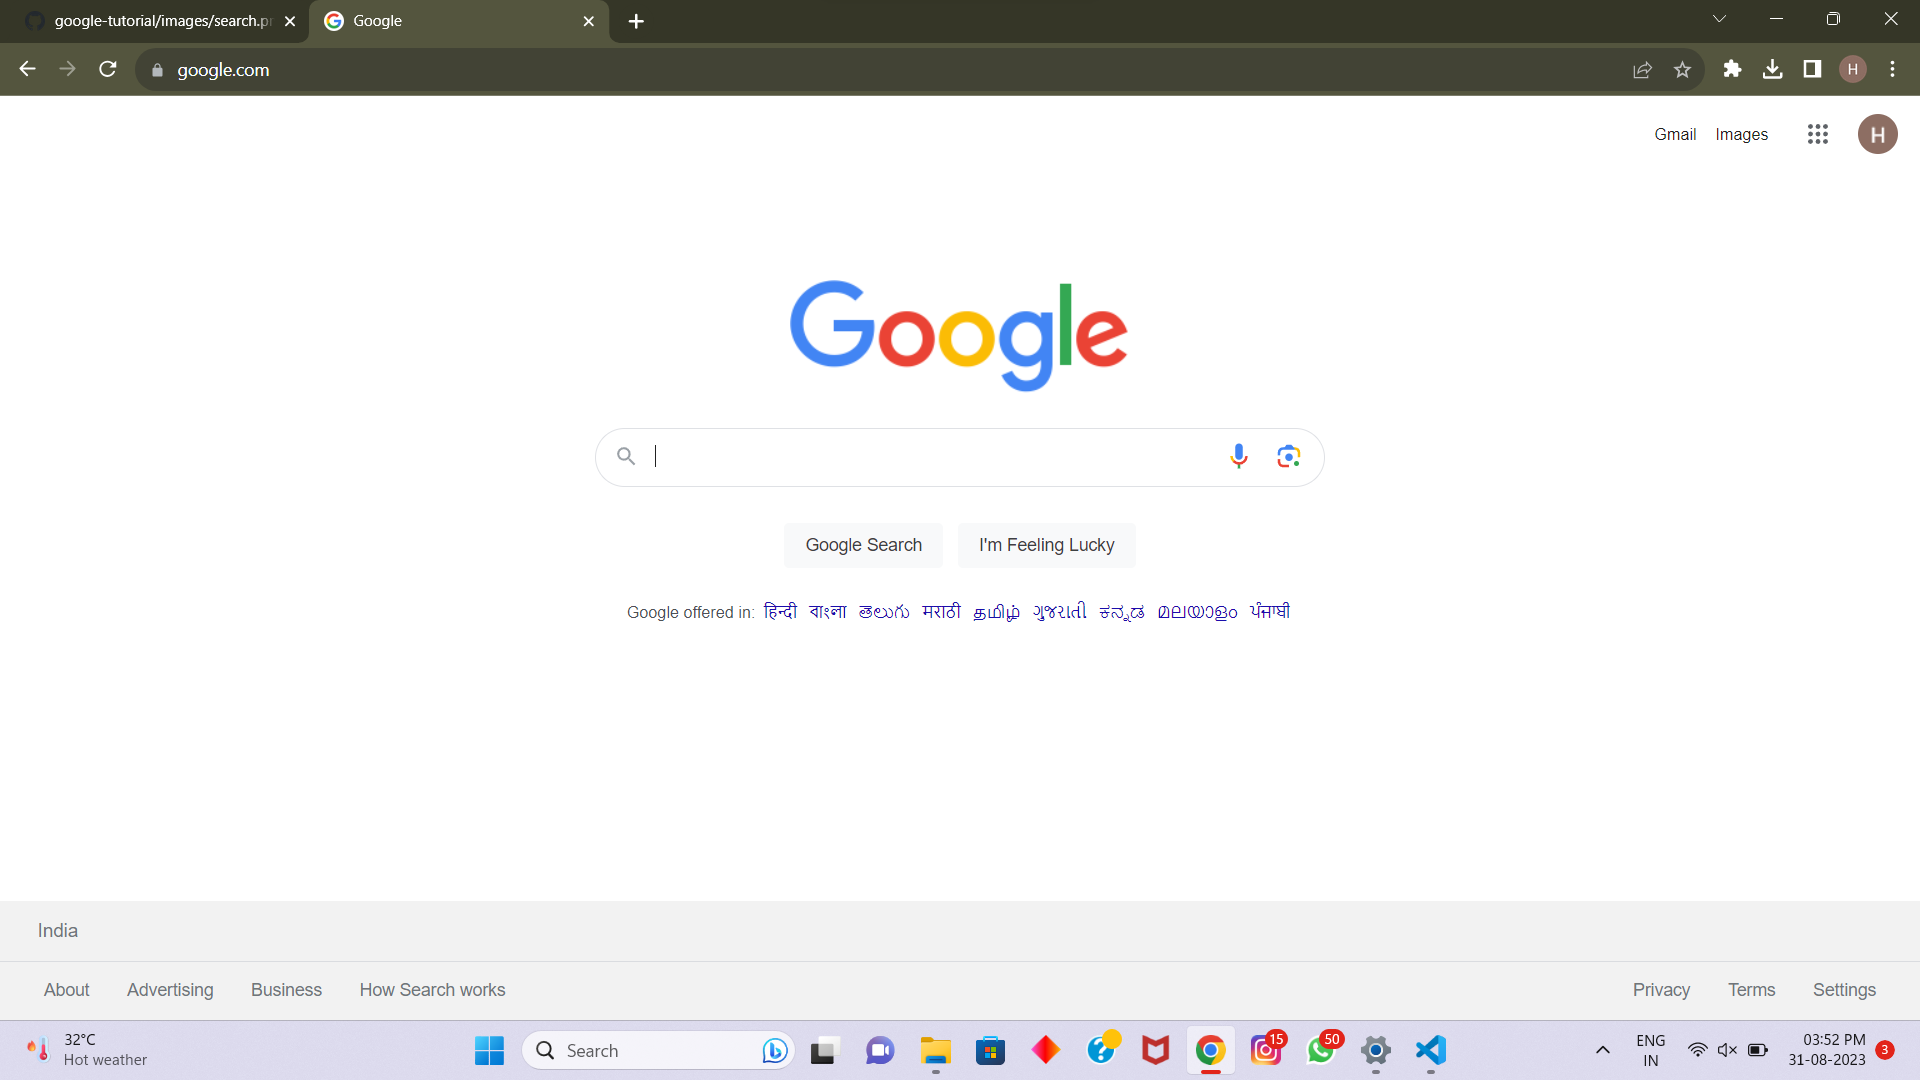 google-tutorial/images/search.pr
Google
google.com
H
Gmail Images
H
Google
Google Search I'm Feeling Lucky
Google offered in: हिन्दी বাংলা తెలుగు मराठी தமிழ் ગુજરાતી ಕನ್ನಡ മലയാളം ਪੰਜਾਬੀ
India
About Advertising Business How Search works Privacy Terms Settings
32°C
Hot weather
Search
15
50
ENG
IN
03:52 PM
31-08-2023
3